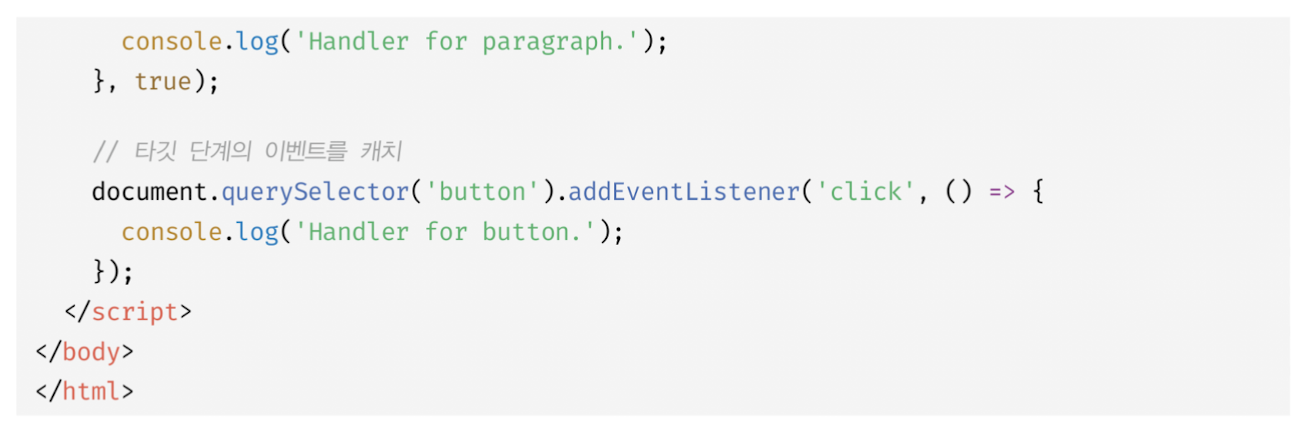 console.log('Handler for paragraph.');
}, true);
// 타깃 단계의 이벤트를 캐치
document.querySelector('button').addEventListener('click', () => {
console.log('Handler for button.');
});
</script>
</body>
</html>